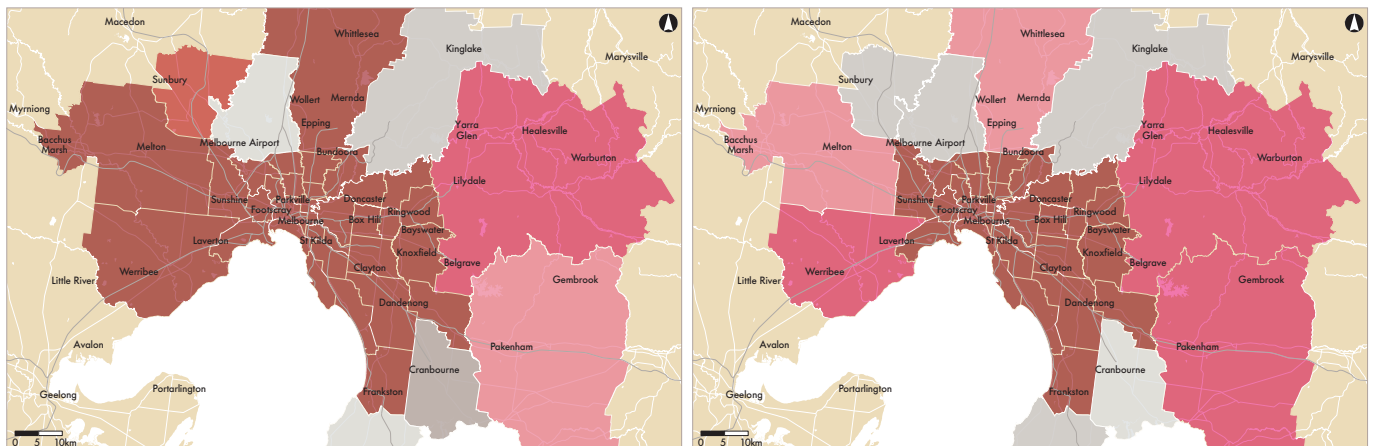 Macedon
Whittlesea
Kinglake
Marysville
Sunbury
Wollert
Mernda
Myrniong
Epping
Yarra
Glen
Healesville
Bacchus
Marsh
Melton
Melbourne Airport
Bundoora
Warburton
Lilydale
Sunshine
Parkville
Doncaster
Footscray
Ringwood
Melbourne
Box Hill
Bayswater
Laverton
St Kilda
Knoxfield
Belgrave
Clayton
Werribee
Little River
Gembrook
Dandenong
Avalon
Pakenham
Cranbourne
Geelong
Portarlington
Frankston
0 5 10km
Macedon
Whittlesea
Kinglake
Marysville
Sunbury
Wollert
Mernda
Myrniong
Epping
Yarra
Glen
Healesville
Bacchus
Marsh
Melton
Melbourne Airport
Bundoora
Warburton
Lilydale
Sunshine
Parkville
Doncaster
Footscray
Ringwood
Melbourne
Box Hill
Bayswater
Laverton
St Kilda
Knoxfield
Belgrave
Clayton
Werribee
Little River
Gembrook
Dandenong
Avalon
Pakenham
Cranbourne
Geelong
Portarlington
Frankston
0 5 10km